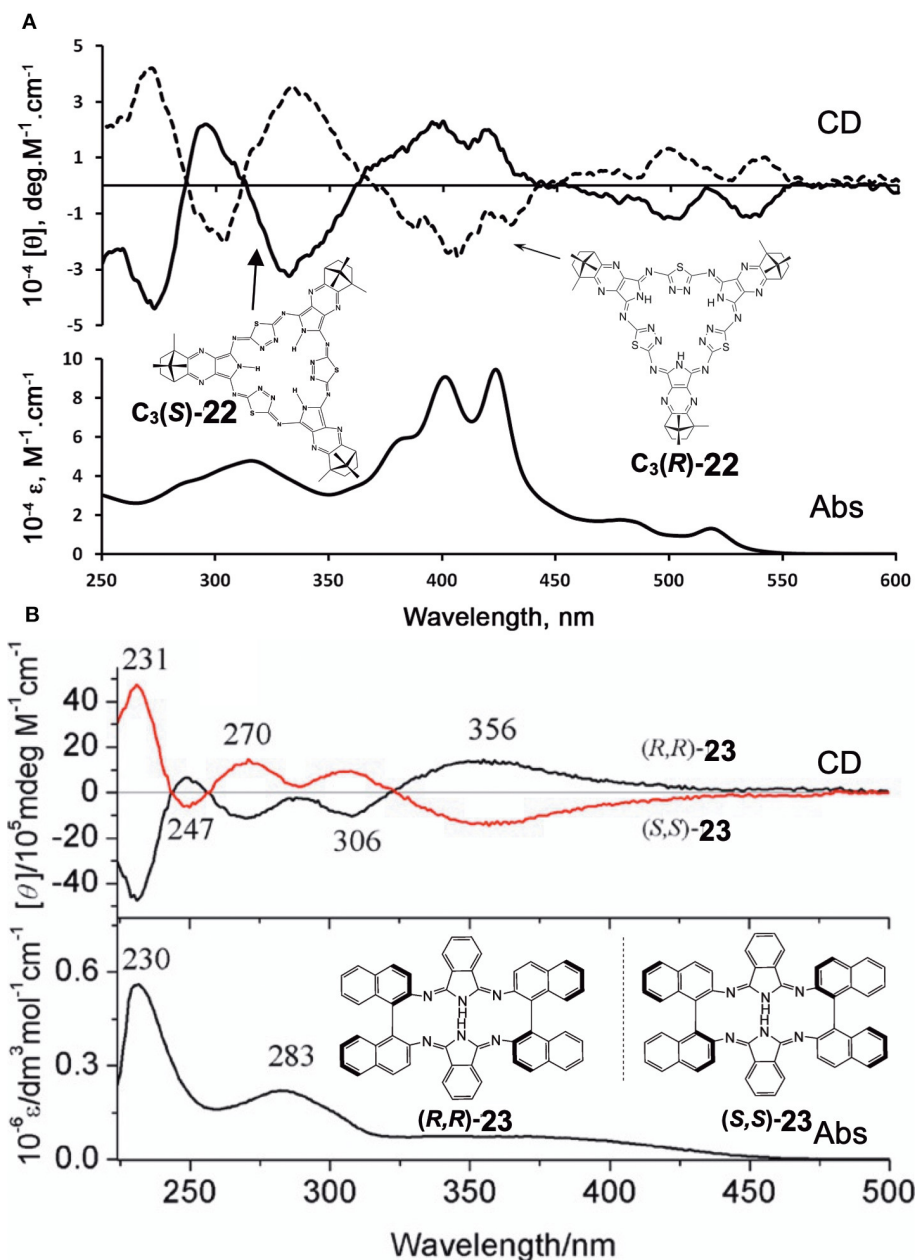 A
5
3
1
-1
-3
-5
10⁻⁴ [θ], deg.M⁻¹.cm⁻¹
CD
C₃(S)-22
C₃(R)-22
10
8
6
4
2
0
10⁻⁴ ε, M⁻¹.cm⁻¹
Abs
250 300 350 400 450 500 550 600
Wavelength, nm
B
231
270
356
247
306
40
20
0
-20
-40
[θ]/10⁵mdeg M⁻¹cm⁻¹
(R,R)-23
CD
(S,S)-23
230
283
0.6
0.3
0.0
10⁻⁶ε/dm³mol⁻¹cm⁻¹
(R,R)-23
(S,S)-23
Abs
250 300 350 400 450 500
Wavelength/nm